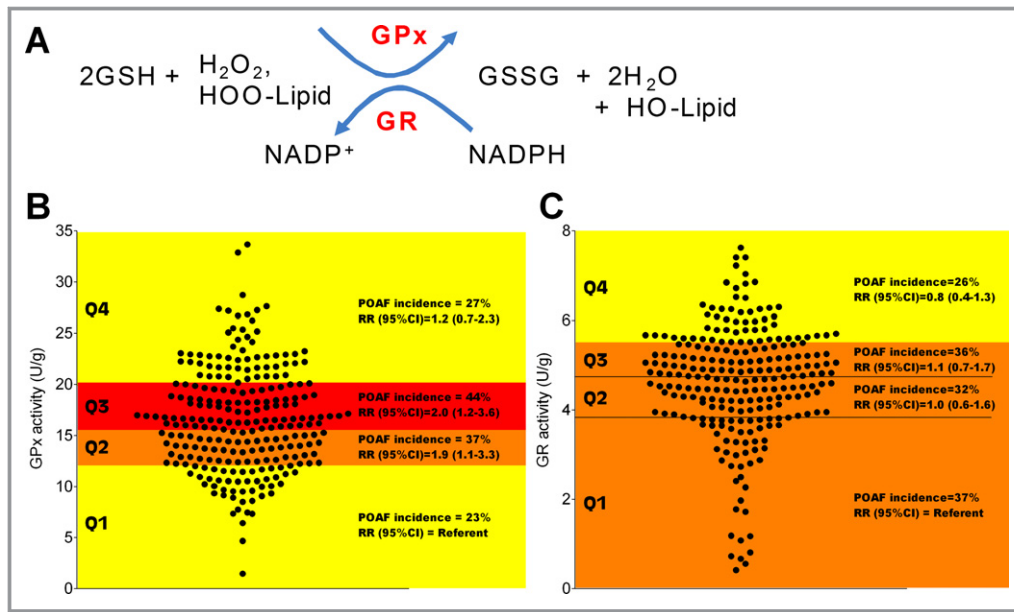 A
GPx
2GSH + H₂O₂, HOO-Lipid
GSSG + 2H₂O + HO-Lipid
GR
NADP⁺
NADPH
B
GPx activity (U/g)
35
30
25
20
15
10
5
0
Q4
POAF incidence = 27%
RR (95%CI)=1.2 (0.7-2.3)
Q3
POAF incidence = 44%
RR (95%CI)=2.0 (1.2-3.6)
Q2
POAF incidence = 37%
RR (95%CI)=1.9 (1.1-3.3)
Q1
POAF incidence = 23%
RR (95%CI) = Referent
C
GR activity (U/g)
8
6
4
2
0
Q4
POAF incidence=26%
RR (95%CI)=0.8 (0.4-1.3)
Q3
POAF incidence=36%
RR (95%CI)=1.1 (0.7-1.7)
Q2
POAF incidence=32%
RR (95%CI)=1.0 (0.6-1.6)
Q1
POAF incidence=37%
RR (95%CI) = Referent